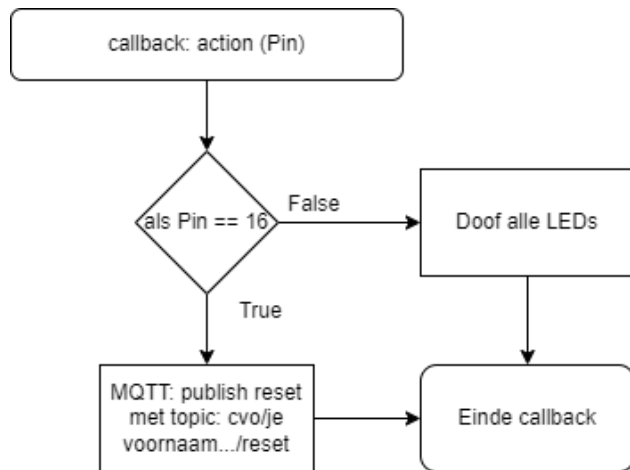 callback: action (Pin)
als Pin == 16
False
Doof alle LEDs
True
MQTT: publish reset
met topic: cvo/je
voornaam.../reset
Einde callback